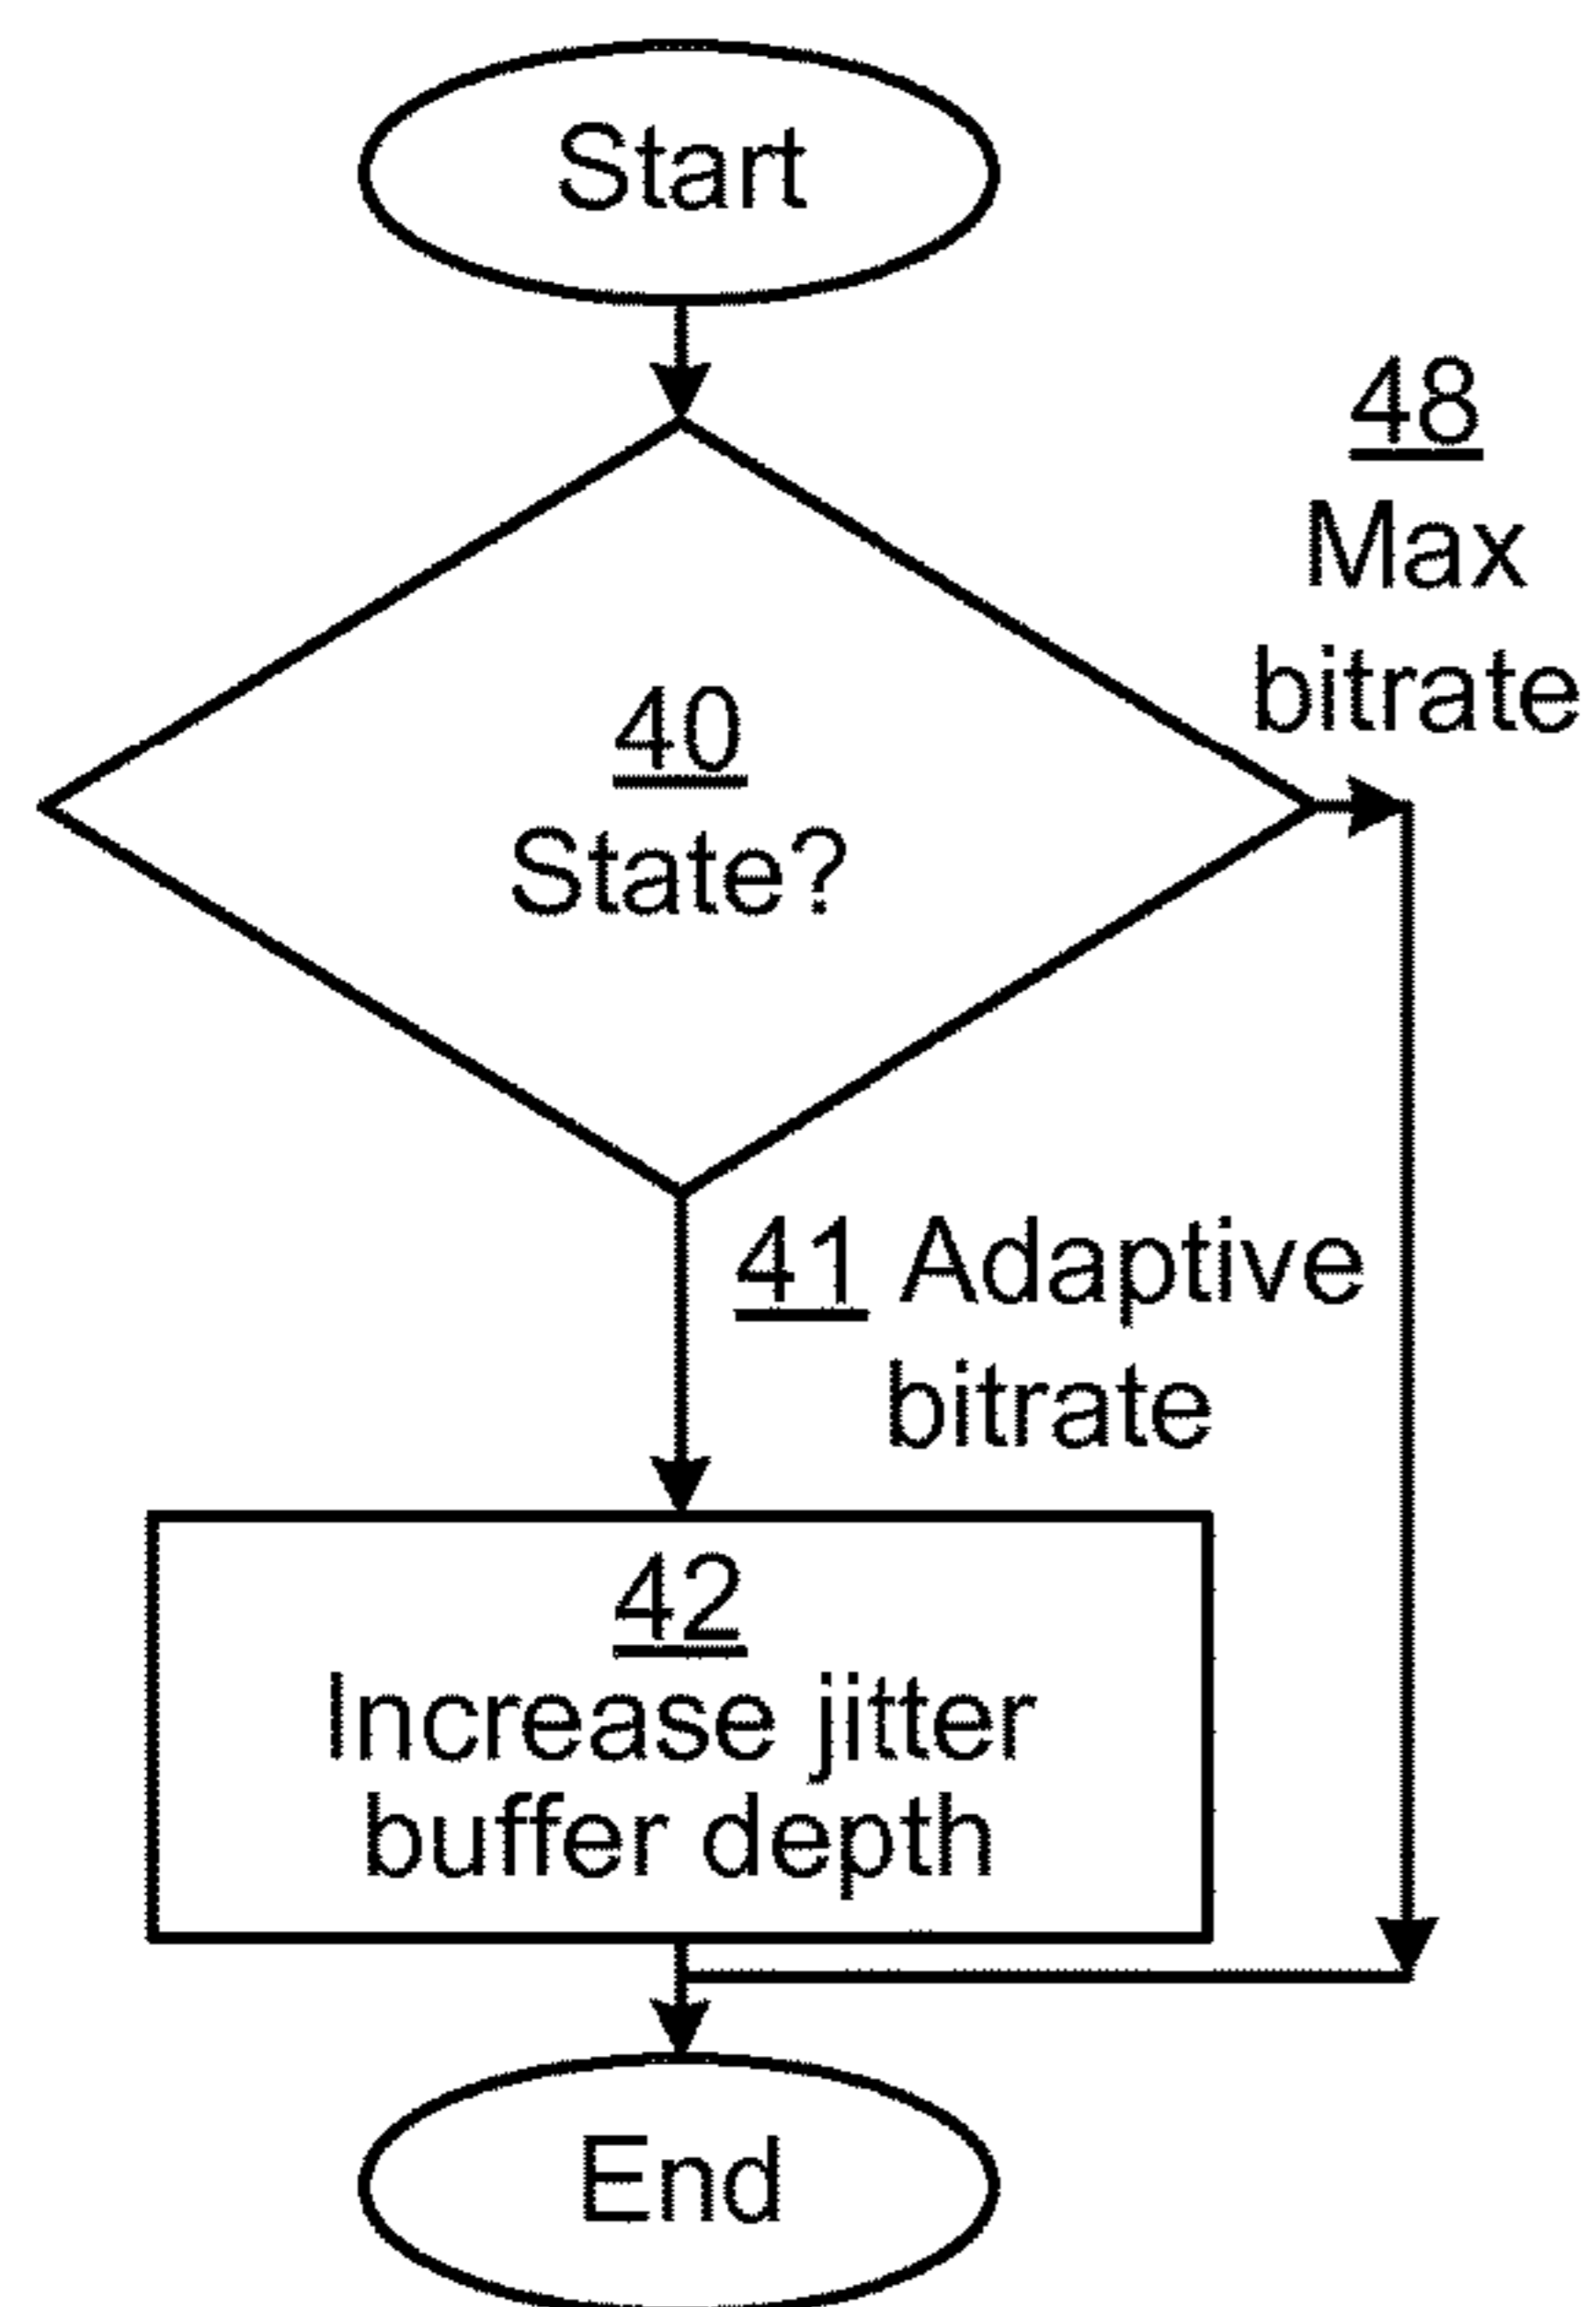 Start
48
Max
bitrate
40
State?
41 Adaptive
bitrate
42
Increase jitter
buffer depth
End